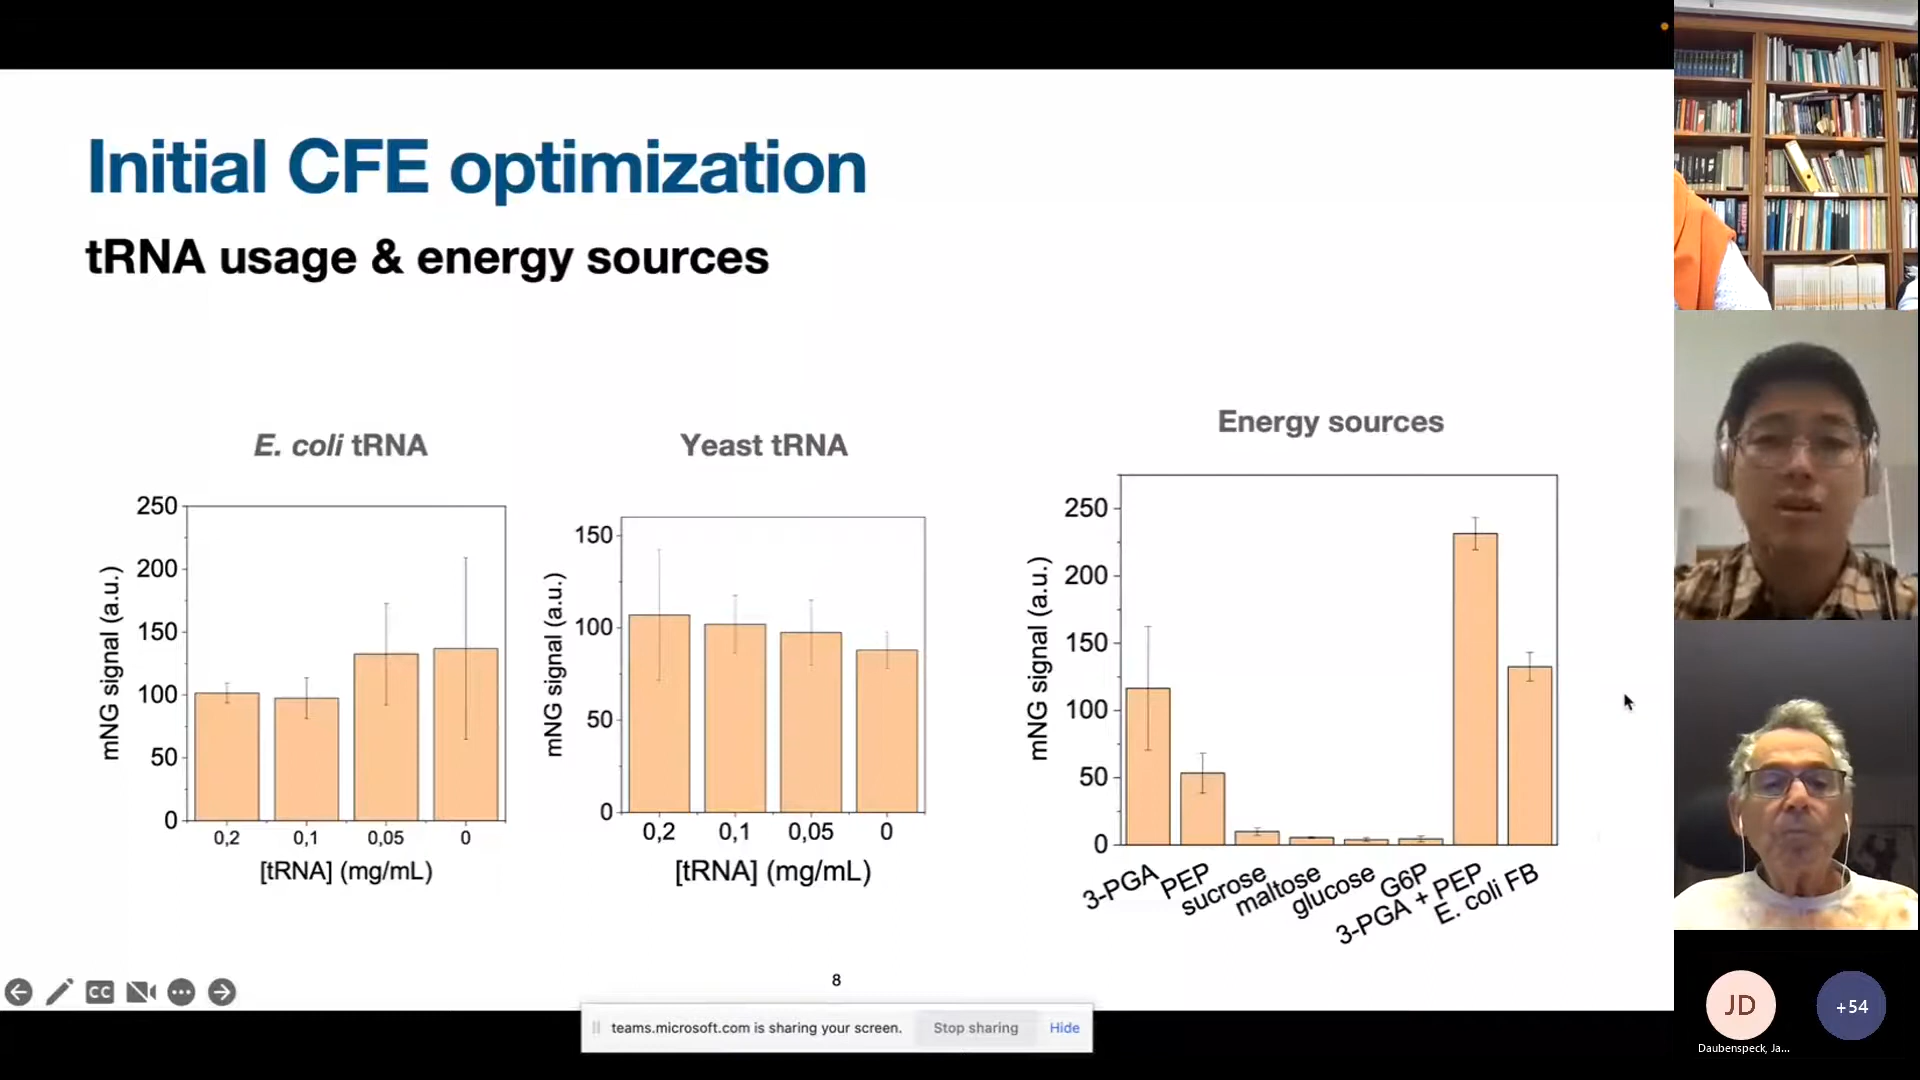 Initial CFE optimization
tRNA usage & energy sources
E. coli tRNA
250
200
150
100
50
0
mNG signal (a.u.)
0,2 0,1 0,05 0
[tRNA] (mg/mL)
Yeast tRNA
150
100
50
0
mNG signal (a.u.)
0,2 0,1 0,05 0
[tRNA] (mg/mL)
Energy sources
250
200
150
100
50
0
mNG signal (a.u.)
3-PGA
PEP
sucrose
maltose
glucose
G6P
3-PGA + PEP
E. coli FB
8
CC
teams.microsoft.com is sharing your screen. Stop sharing Hide
JD
+54
Daubenspeck, Ja...